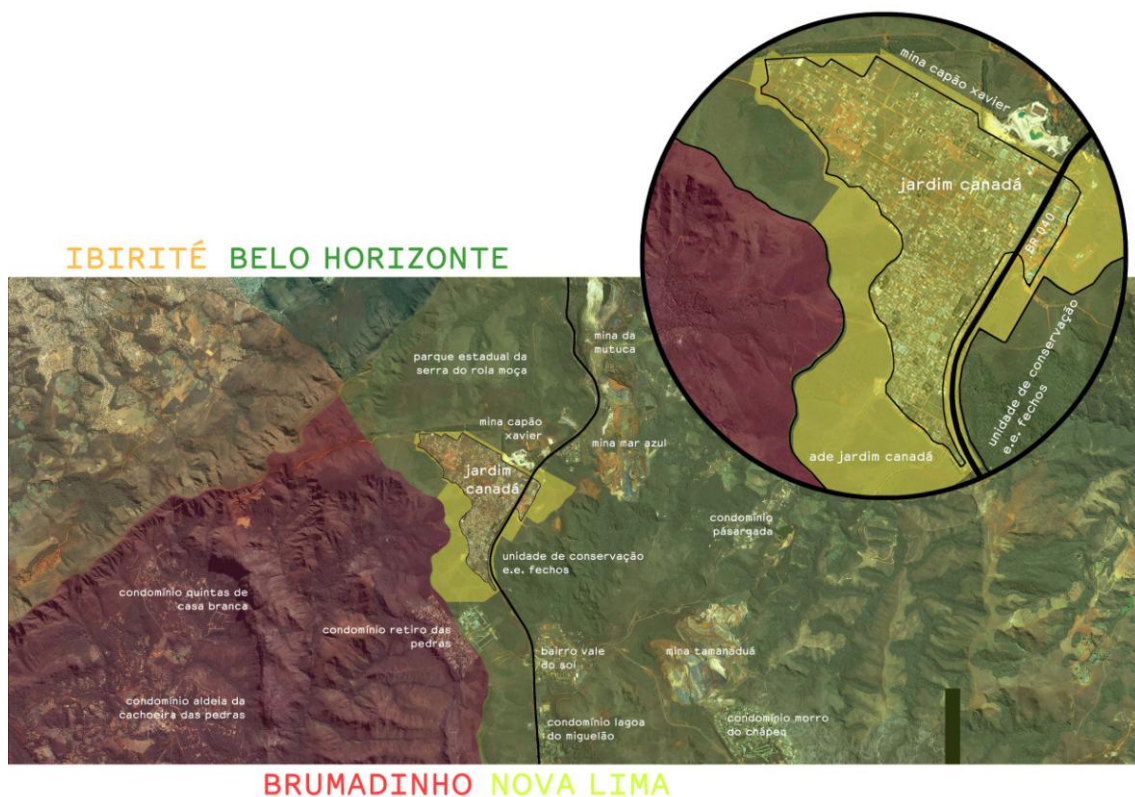 mina capão xavier
jardim canadá
BR 040
unidade de conservação
e.e. fechos
ade jardim canadá
IBIRITÉ BELO HORIZONTE
mina da
mutuca
parque estadual da
serra do rola moça
mina capão
xavier
mina mar azul
jardim
canadá
condomínio
pásargada
unidade de conservação
e.e. fechos
condomínio quintas de
casa branca
condomínio retiro das
pedras
bairro vale
do sol
mina tamanaduá
condomínio aldeia da
cachoeira das pedras
condomínio lagoa
do miguelão
condomínio morro
do chápeu
BRUMADINHO NOVA LIMA